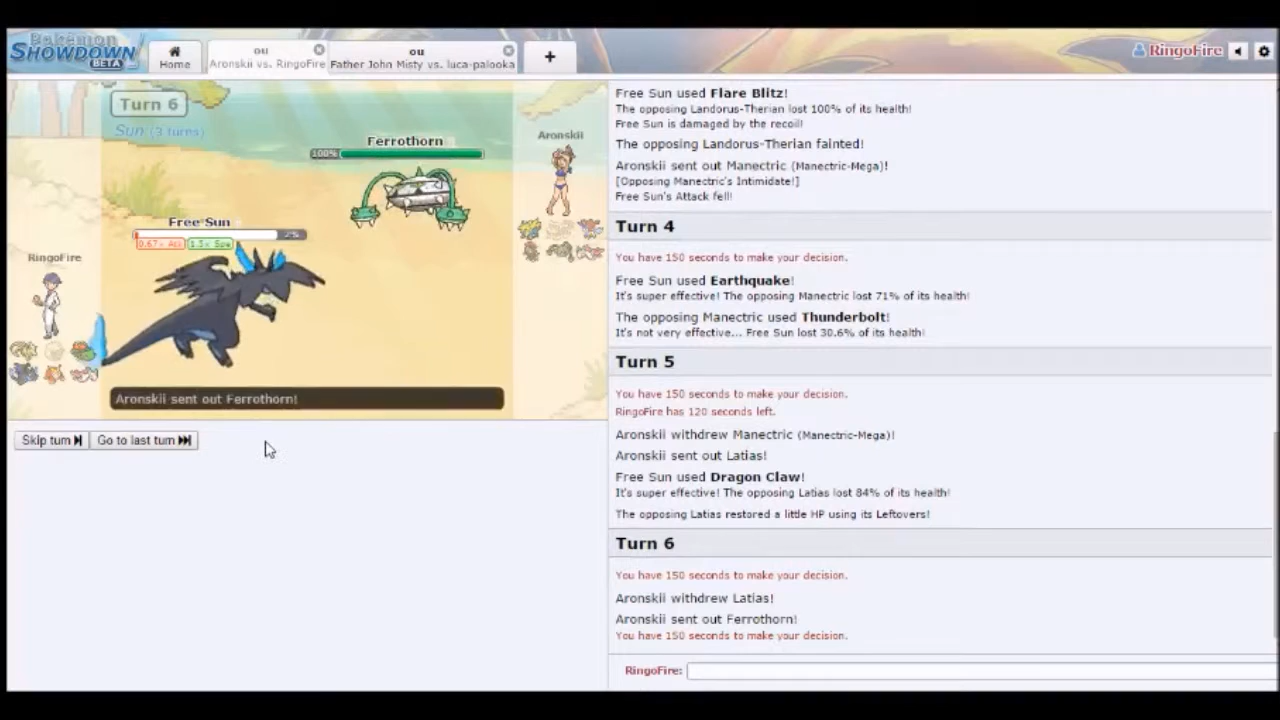 Pokémon
SHOWDOWN!
BETA
Home
ou
Aronskii vs. RingoFire
ou
Father John Misty vs. luca-palooka
+
RingoFire
Turn 6
Sun (3 turns)
Ferrothorn
100%
Aronskii
Free Sun
2%
0.67× Atk 1.5× Spe
RingoFire
Aronskii sent out Ferrothorn!
Skip turn
Go to last turn
Free Sun used Flare Blitz!
The opposing Landorus-Therian lost 100% of its health!
Free Sun is damaged by the recoil!
The opposing Landorus-Therian fainted!
Aronskii sent out Manectric (Manectric-Mega)!
[Opposing Manectric's Intimidate!]
Free Sun's Attack fell!
Turn 4
You have 150 seconds to make your decision.
Free Sun used Earthquake!
It's super effective! The opposing Manectric lost 71% of its health!
The opposing Manectric used Thunderbolt!
It's not very effective... Free Sun lost 30.6% of its health!
Turn 5
You have 150 seconds to make your decision.
RingoFire has 120 seconds left.
Aronskii withdrew Manectric (Manectric-Mega)!
Aronskii sent out Latias!
Free Sun used Dragon Claw!
It's super effective! The opposing Latias lost 84% of its health!
The opposing Latias restored a little HP using its Leftovers!
Turn 6
You have 150 seconds to make your decision.
Aronskii withdrew Latias!
Aronskii sent out Ferrothorn!
You have 150 seconds to make your decision.
RingoFire: